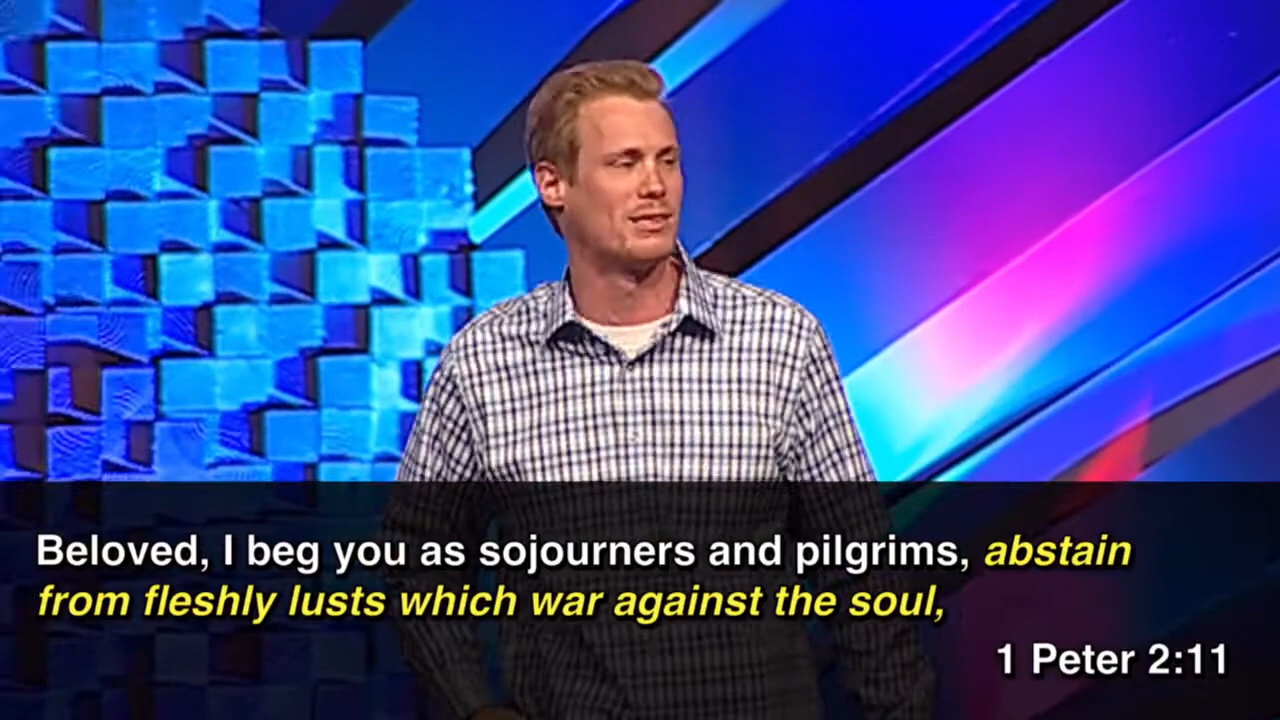 Beloved, I beg you as sojourners and pilgrims, abstain
from fleshly lusts which war against the soul,
1 Peter 2:11